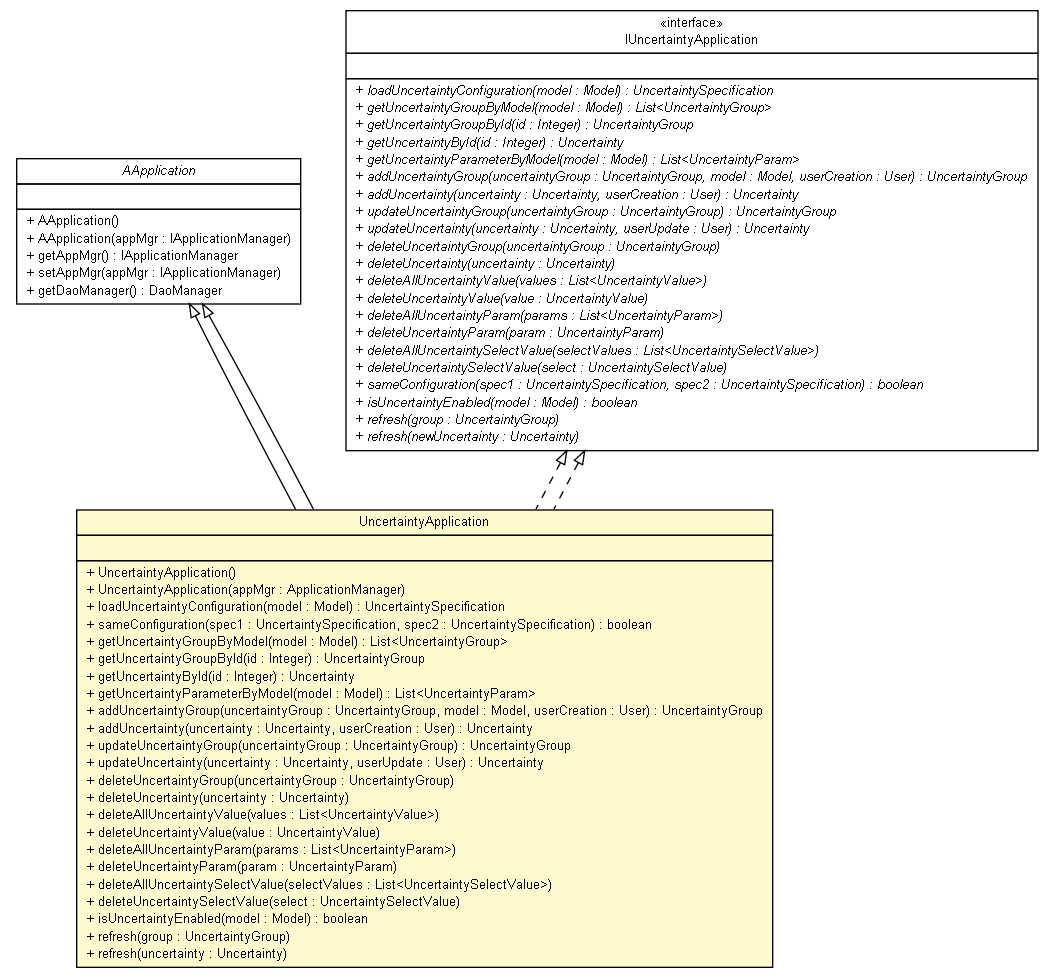 «interface»
IUncertaintyApplication
+ loadUncertaintyConfiguration(model : Model) : UncertaintySpecification
+ getUncertaintyGroupByModel(model : Model) : List<UncertaintyGroup>
+ getUncertaintyGroupById(id : Integer) : UncertaintyGroup
+ getUncertaintyById(id : Integer) : Uncertainty
+ getUncertaintyParameterByModel(model : Model) : List<UncertaintyParam>
+ addUncertaintyGroup(uncertaintyGroup : UncertaintyGroup, model : Model, userCreation : User) : UncertaintyGroup
+ addUncertainty(uncertainty : Uncertainty, userCreation : User) : Uncertainty
+ updateUncertaintyGroup(uncertaintyGroup : UncertaintyGroup) : UncertaintyGroup
+ updateUncertainty(uncertainty : Uncertainty, userUpdate : User) : Uncertainty
+ deleteUncertaintyGroup(uncertaintyGroup : UncertaintyGroup)
+ deleteUncertainty(uncertainty : Uncertainty)
+ deleteAllUncertaintyValue(values : List<UncertaintyValue>)
+ deleteUncertaintyValue(value : UncertaintyValue)
+ deleteAllUncertaintyParam(params : List<UncertaintyParam>)
+ deleteUncertaintyParam(param : UncertaintyParam)
+ deleteAllUncertaintySelectValue(selectValues : List<UncertaintySelectValue>)
+ deleteUncertaintySelectValue(select : UncertaintySelectValue)
+ sameConfiguration(spec1 : UncertaintySpecification, spec2 : UncertaintySpecification) : boolean
+ isUncertaintyEnabled(model : Model) : boolean
+ refresh(group : UncertaintyGroup)
+ refresh(newUncertainty : Uncertainty)
AApplication
+ AApplication()
+ AApplication(appMgr : IApplicationManager)
+ getAppMgr() : IApplicationManager
+ setAppMgr(appMgr : IApplicationManager)
+ getDaoManager() : DaoManager
UncertaintyApplication
+ UncertaintyApplication()
+ UncertaintyApplication(appMgr : ApplicationManager)
+ loadUncertaintyConfiguration(model : Model) : UncertaintySpecification
+ sameConfiguration(spec1 : UncertaintySpecification, spec2 : UncertaintySpecification) : boolean
+ getUncertaintyGroupByModel(model : Model) : List<UncertaintyGroup>
+ getUncertaintyGroupById(id : Integer) : UncertaintyGroup
+ getUncertaintyById(id : Integer) : Uncertainty
+ getUncertaintyParameterByModel(model : Model) : List<UncertaintyParam>
+ addUncertaintyGroup(uncertaintyGroup : UncertaintyGroup, model : Model, userCreation : User) : UncertaintyGroup
+ addUncertainty(uncertainty : Uncertainty, userCreation : User) : Uncertainty
+ updateUncertaintyGroup(uncertaintyGroup : UncertaintyGroup) : UncertaintyGroup
+ updateUncertainty(uncertainty : Uncertainty, userUpdate : User) : Uncertainty
+ deleteUncertaintyGroup(uncertaintyGroup : UncertaintyGroup)
+ deleteUncertainty(uncertainty : Uncertainty)
+ deleteAllUncertaintyValue(values : List<UncertaintyValue>)
+ deleteUncertaintyValue(value : UncertaintyValue)
+ deleteAllUncertaintyParam(params : List<UncertaintyParam>)
+ deleteUncertaintyParam(param : UncertaintyParam)
+ deleteAllUncertaintySelectValue(selectValues : List<UncertaintySelectValue>)
+ deleteUncertaintySelectValue(select : UncertaintySelectValue)
+ isUncertaintyEnabled(model : Model) : boolean
+ refresh(group : UncertaintyGroup)
+ refresh(uncertainty : Uncertainty)